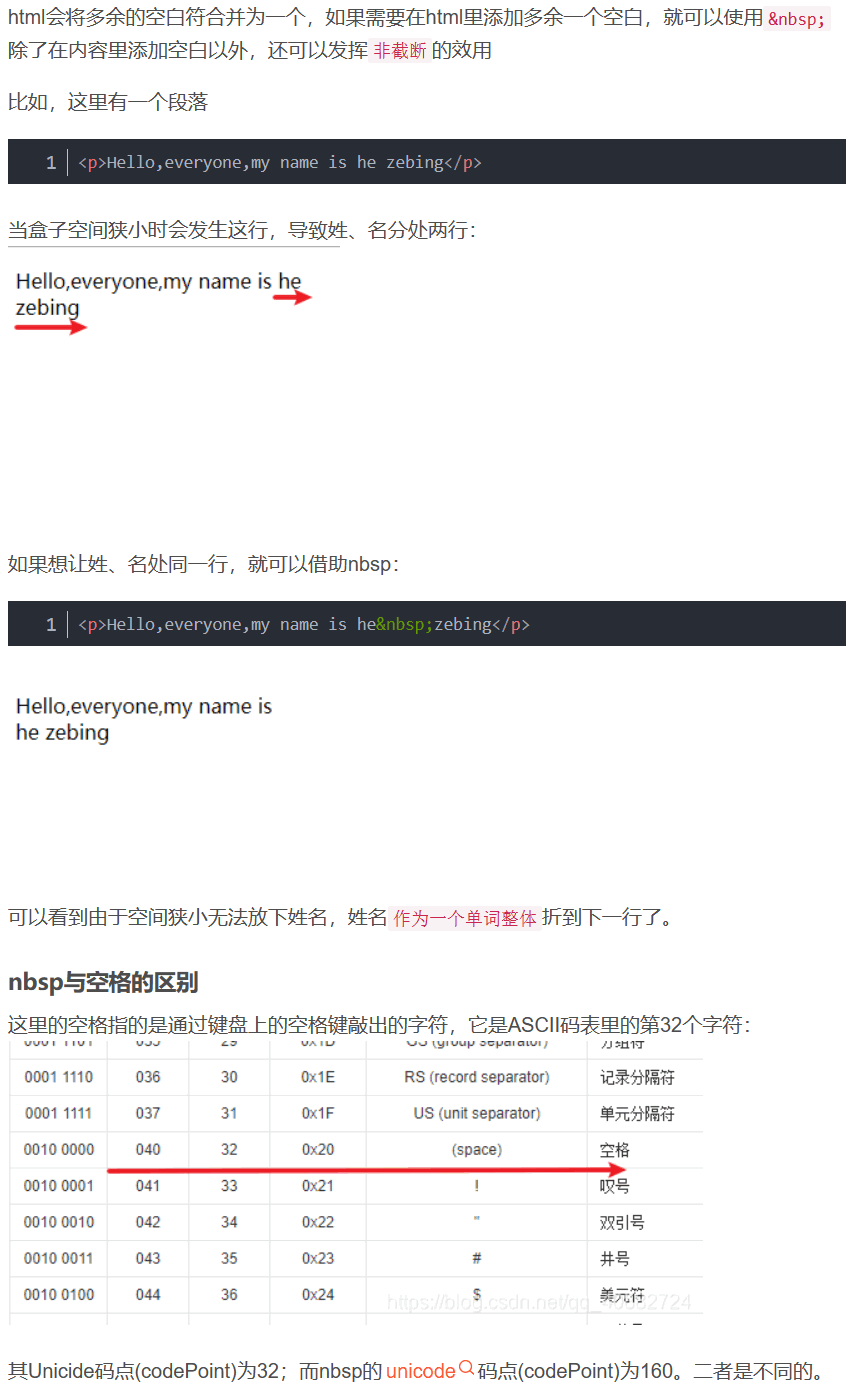 html会将多余的空白符合并为一个，如果需要在html里添加多余一个空白，就可以使用 &nbsp;
除了在内容里添加空白以外，还可以发挥 非截断 的效用
比如，这里有一个段落
1 <p>Hello,everyone,my name is he zebing</p>
当盒子空间狭小时会发生这行，导致姓、名分处两行：
Hello,everyone,my name is he
zebing
如果想让姓、名处同一行，就可以借助nbsp：
1 <p>Hello,everyone,my name is he&nbsp;zebing</p>
Hello,everyone,my name is
he zebing
可以看到由于空间狭小无法放下姓名，姓名 作为一个单词整体 折到下一行了。
nbsp与空格的区别
这里的空格指的是通过键盘上的空格键敲出的字符，它是ASCII码表里的第32个字符：
0001 1101 035 29 0x1D GS (group separator) 分组符
0001 1110 036 30 0x1E RS (record separator) 记录分隔符
0001 1111 037 31 0x1F US (unit separator) 单元分隔符
0010 0000 040 32 0x20 (space) 空格
0010 0001 041 33 0x21 ! 叹号
0010 0010 042 34 0x22 " 双引号
0010 0011 043 35 0x23 # 井号
0010 0100 044 36 0x24 $ 美元符
其Unicide码点(codePoint)为32；而nbsp的 unicode 码点(codePoint)为160。二者是不同的。